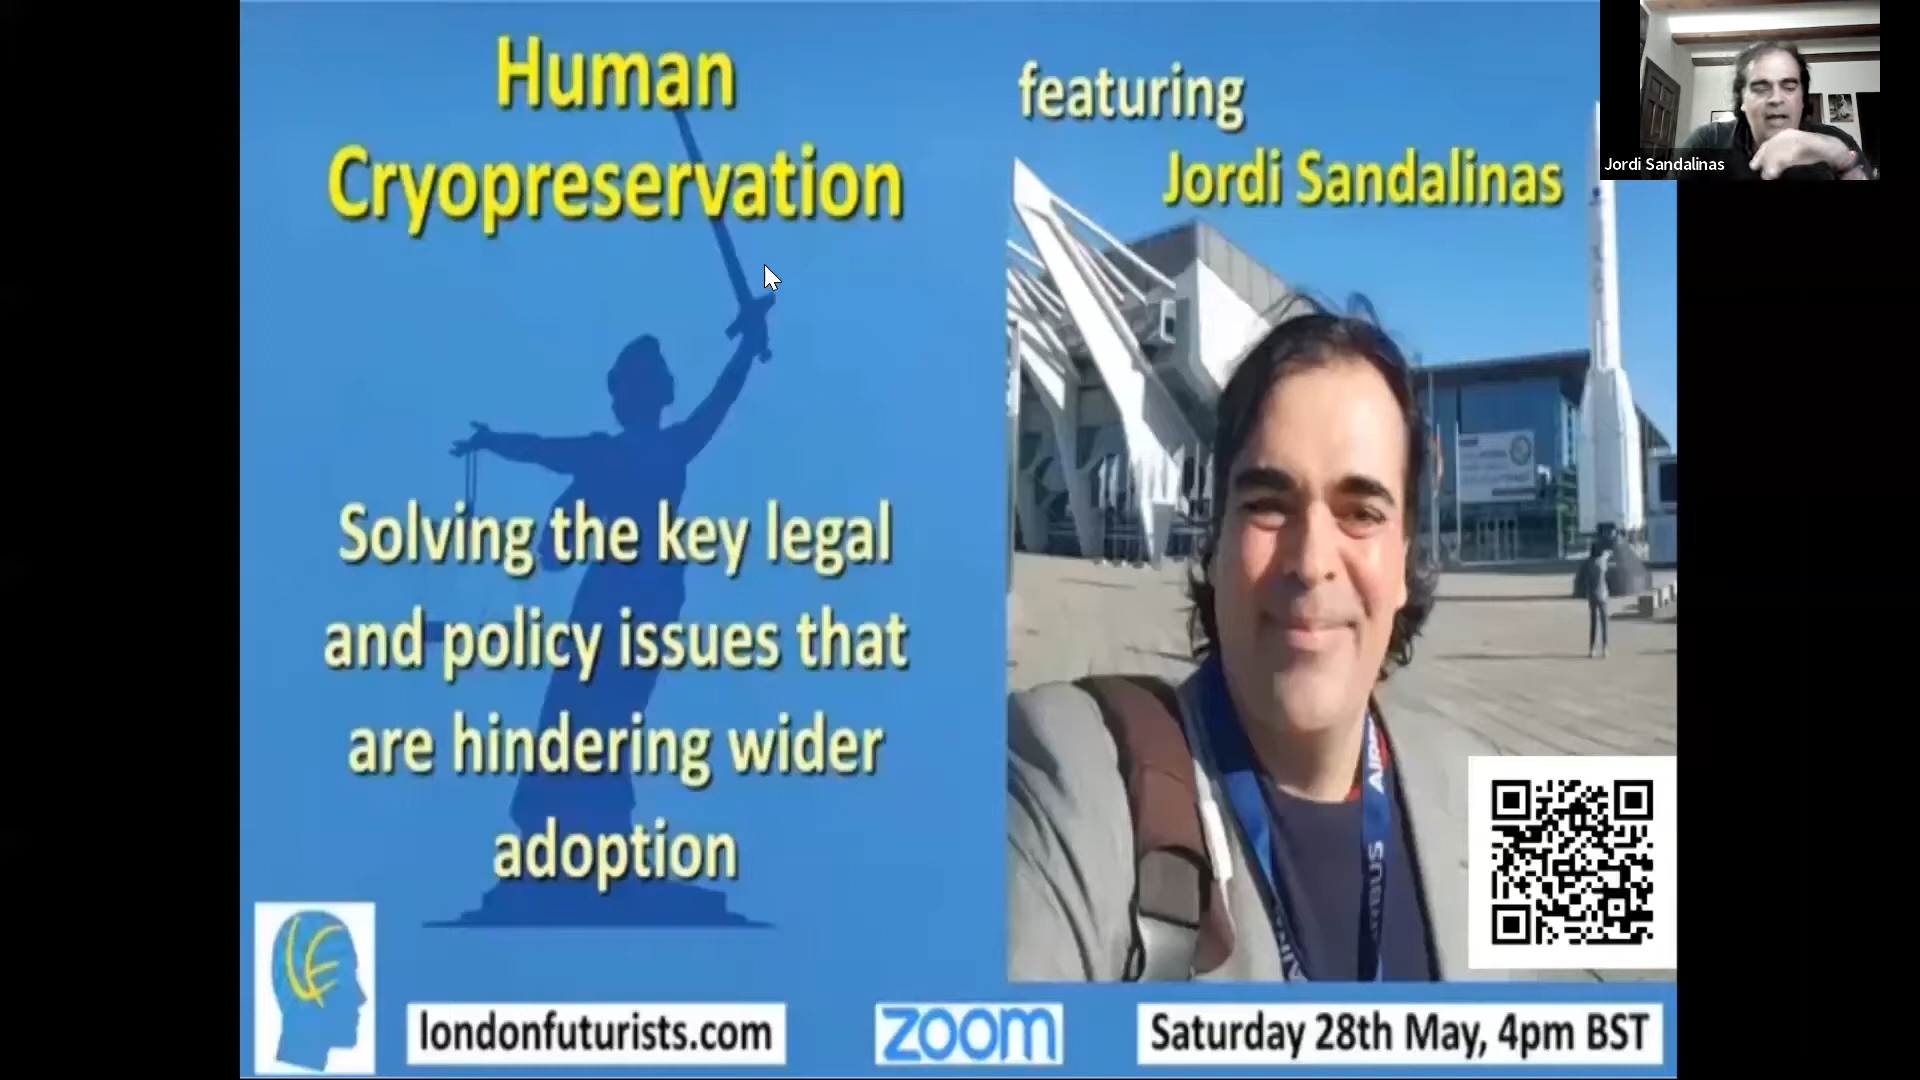 Human
Cryopreservation
Solving the key legal
and policy issues that
are hindering wider
adoption
featuring
Jordi Sandalinas
Jordi Sandalinas
AIRBUS
londonfuturists.com
zoom
Saturday 28th May, 4pm BST